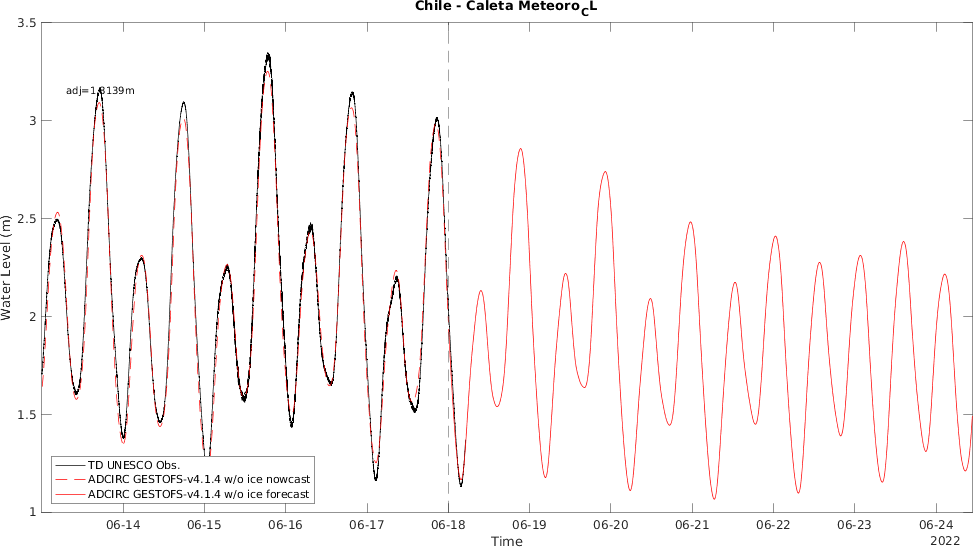 Chile - Caleta Meteoro_CL
3.5
adj=1.8139m
3
2.5
Water Level (m)
2
1.5
TD UNESCO Obs.
ADCIRC GESTOFS-v4.1.4 w/o ice nowcast
ADCIRC GESTOFS-v4.1.4 w/o ice forecast
1
06-14 06-15 06-16 06-17 06-18 06-19 06-20 06-21 06-22 06-23 06-24
Time 2022